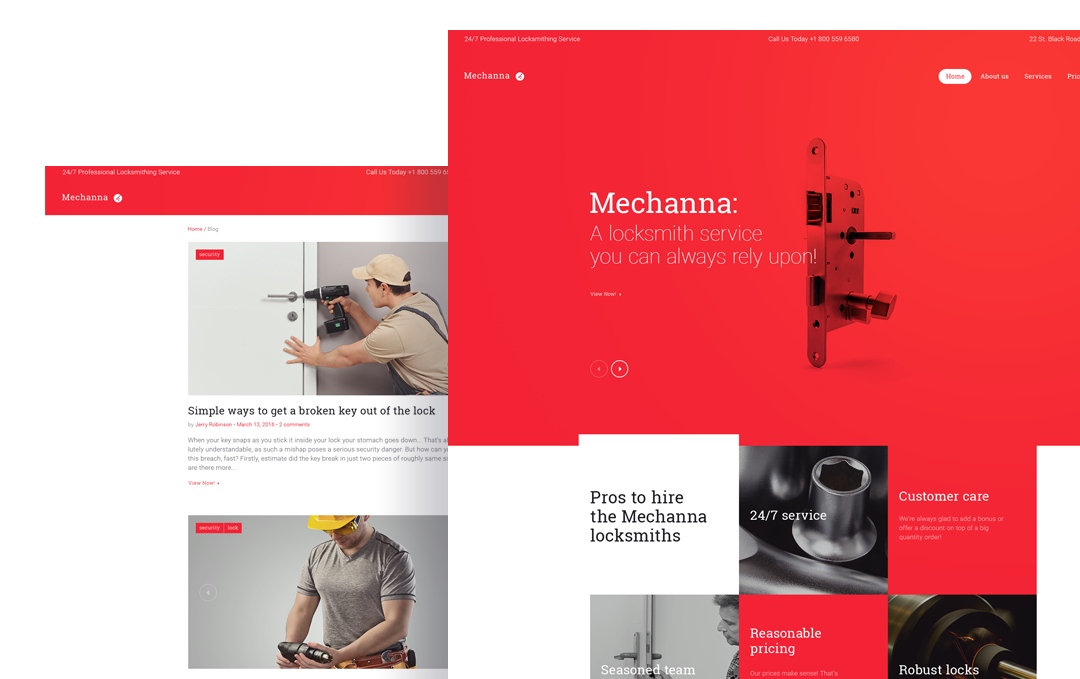 24/7 Professional Locksmithing Service
Call Us Today +1 800 559 6580
22 St. Black Road
Mechanna
Home
About us
Services
Mechanna:
A locksmith service
you can always rely upon!
View Now!
Pros to hire
the Mechanna
locksmiths
24/7 service
Customer care
We're always glad to add a bonus or
offer a discount on top of a big
quantity order!
Seasoned team
Reasonable
pricing
Our prices make sense! That's
Robust locks
24/7 Professional Locksmithing Service
Call Us Today +1 800 559
Mechanna
Home / Blog
security
Simple ways to get a broken key out of the lock
by Jerry Robinson • March 13, 2016 • 2 comments
When your key snaps as you stick it inside your lock your stomach goes down... That's
lutely understandable, as such a mishap poses a serious security danger. But how can
this breach, fast? Firstly, estimate did the key break in just two pieces of roughly same
are there more...
View Now!
security
lock